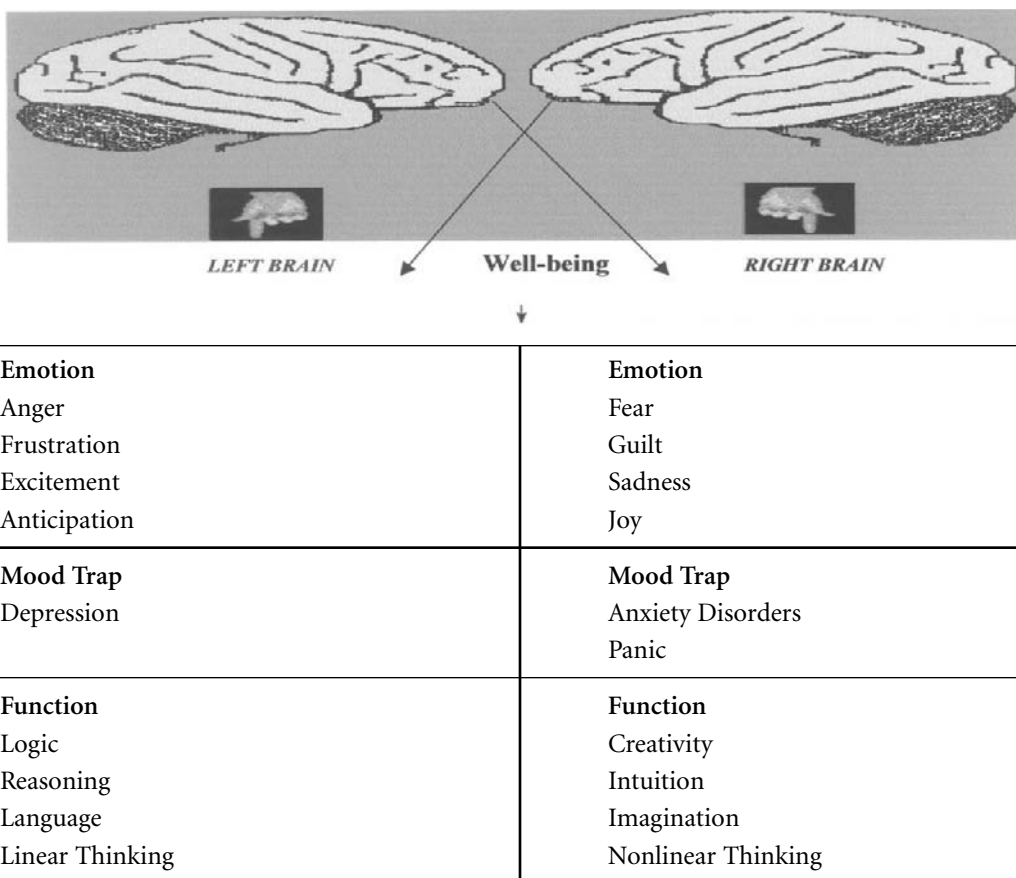 LEFT BRAIN Well-being RIGHT BRAIN
Emotion
Anger
Frustration
Excitement
Anticipation
Emotion
Fear
Guilt
Sadness
Joy
Mood Trap
Depression
Mood Trap
Anxiety Disorders
Panic
Function
Logic
Reasoning
Language
Linear Thinking
Function
Creativity
Intuition
Imagination
Nonlinear Thinking